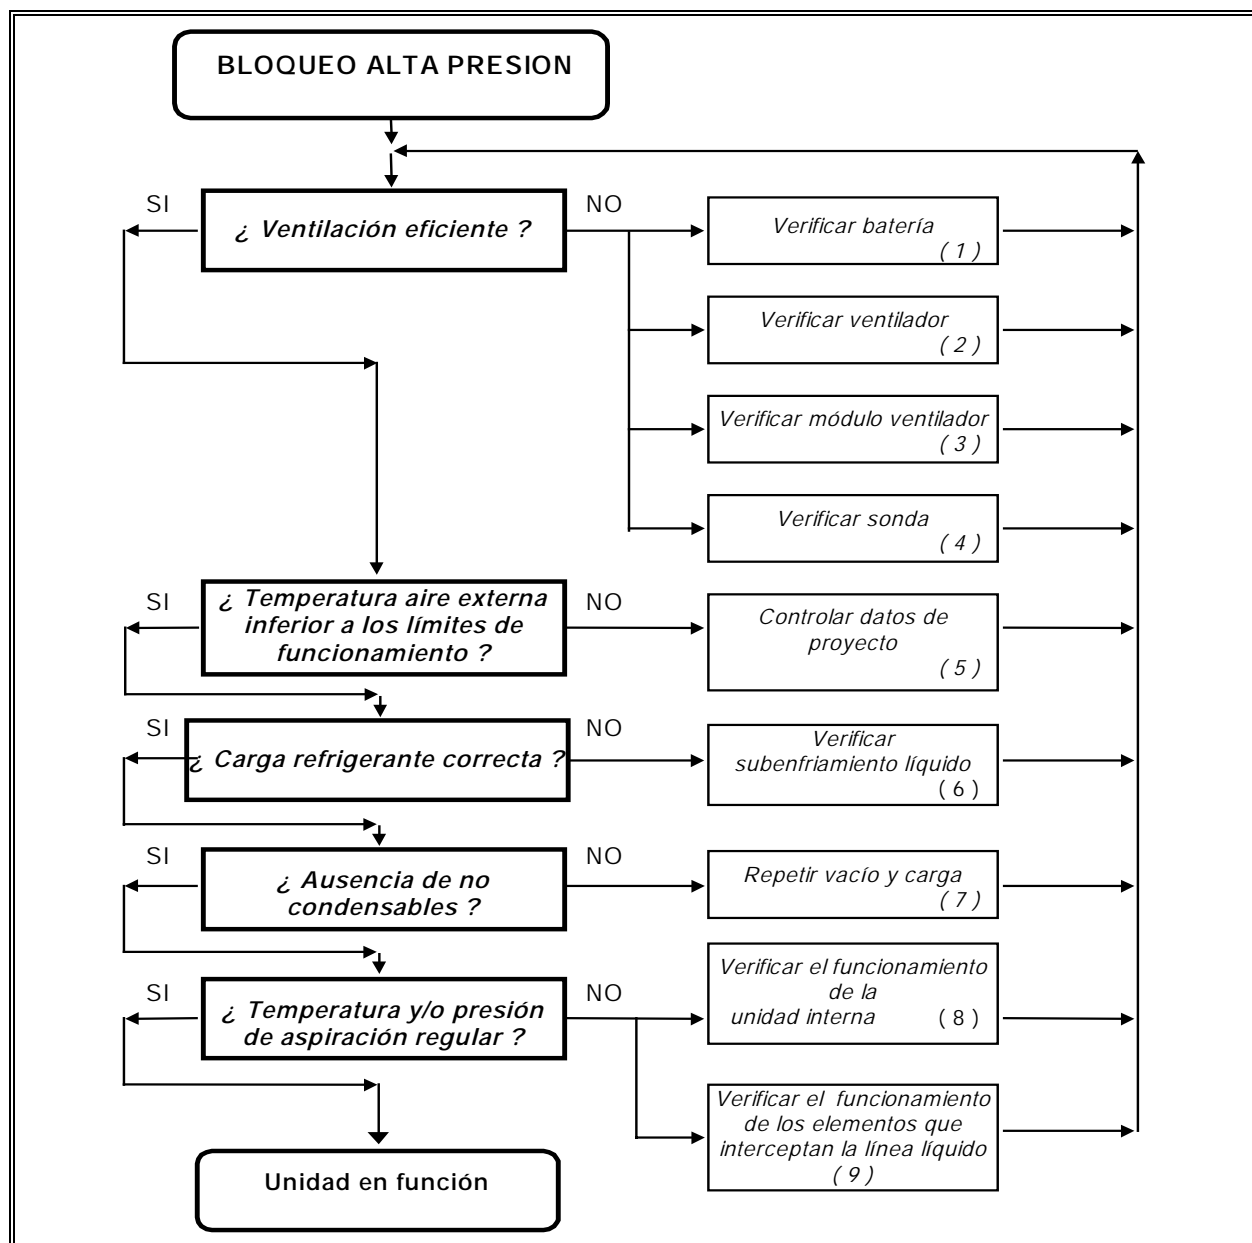 BLOQUEO ALTA PRESION
SI
¿ Ventilación eficiente ?
NO
Verificar batería
( 1 )
Verificar ventilador
( 2 )
Verificar módulo ventilador
( 3 )
Verificar sonda
( 4 )
SI
¿ Temperatura aire externa
inferior a los límites de
funcionamiento ?
NO
Controlar datos de
proyecto
( 5 )
SI
¿ Carga refrigerante correcta ?
NO
Verificar
subenfriamiento líquido
( 6 )
SI
¿ Ausencia de no
condensables ?
NO
Repetir vacío y carga
( 7 )
SI
¿ Temperatura y/o presión
de aspiración regular ?
NO
Verificar el funcionamiento
de la
unidad interna ( 8 )
Verificar el funcionamiento
de los elementos que
interceptan la línea líquido
( 9 )
Unidad en función